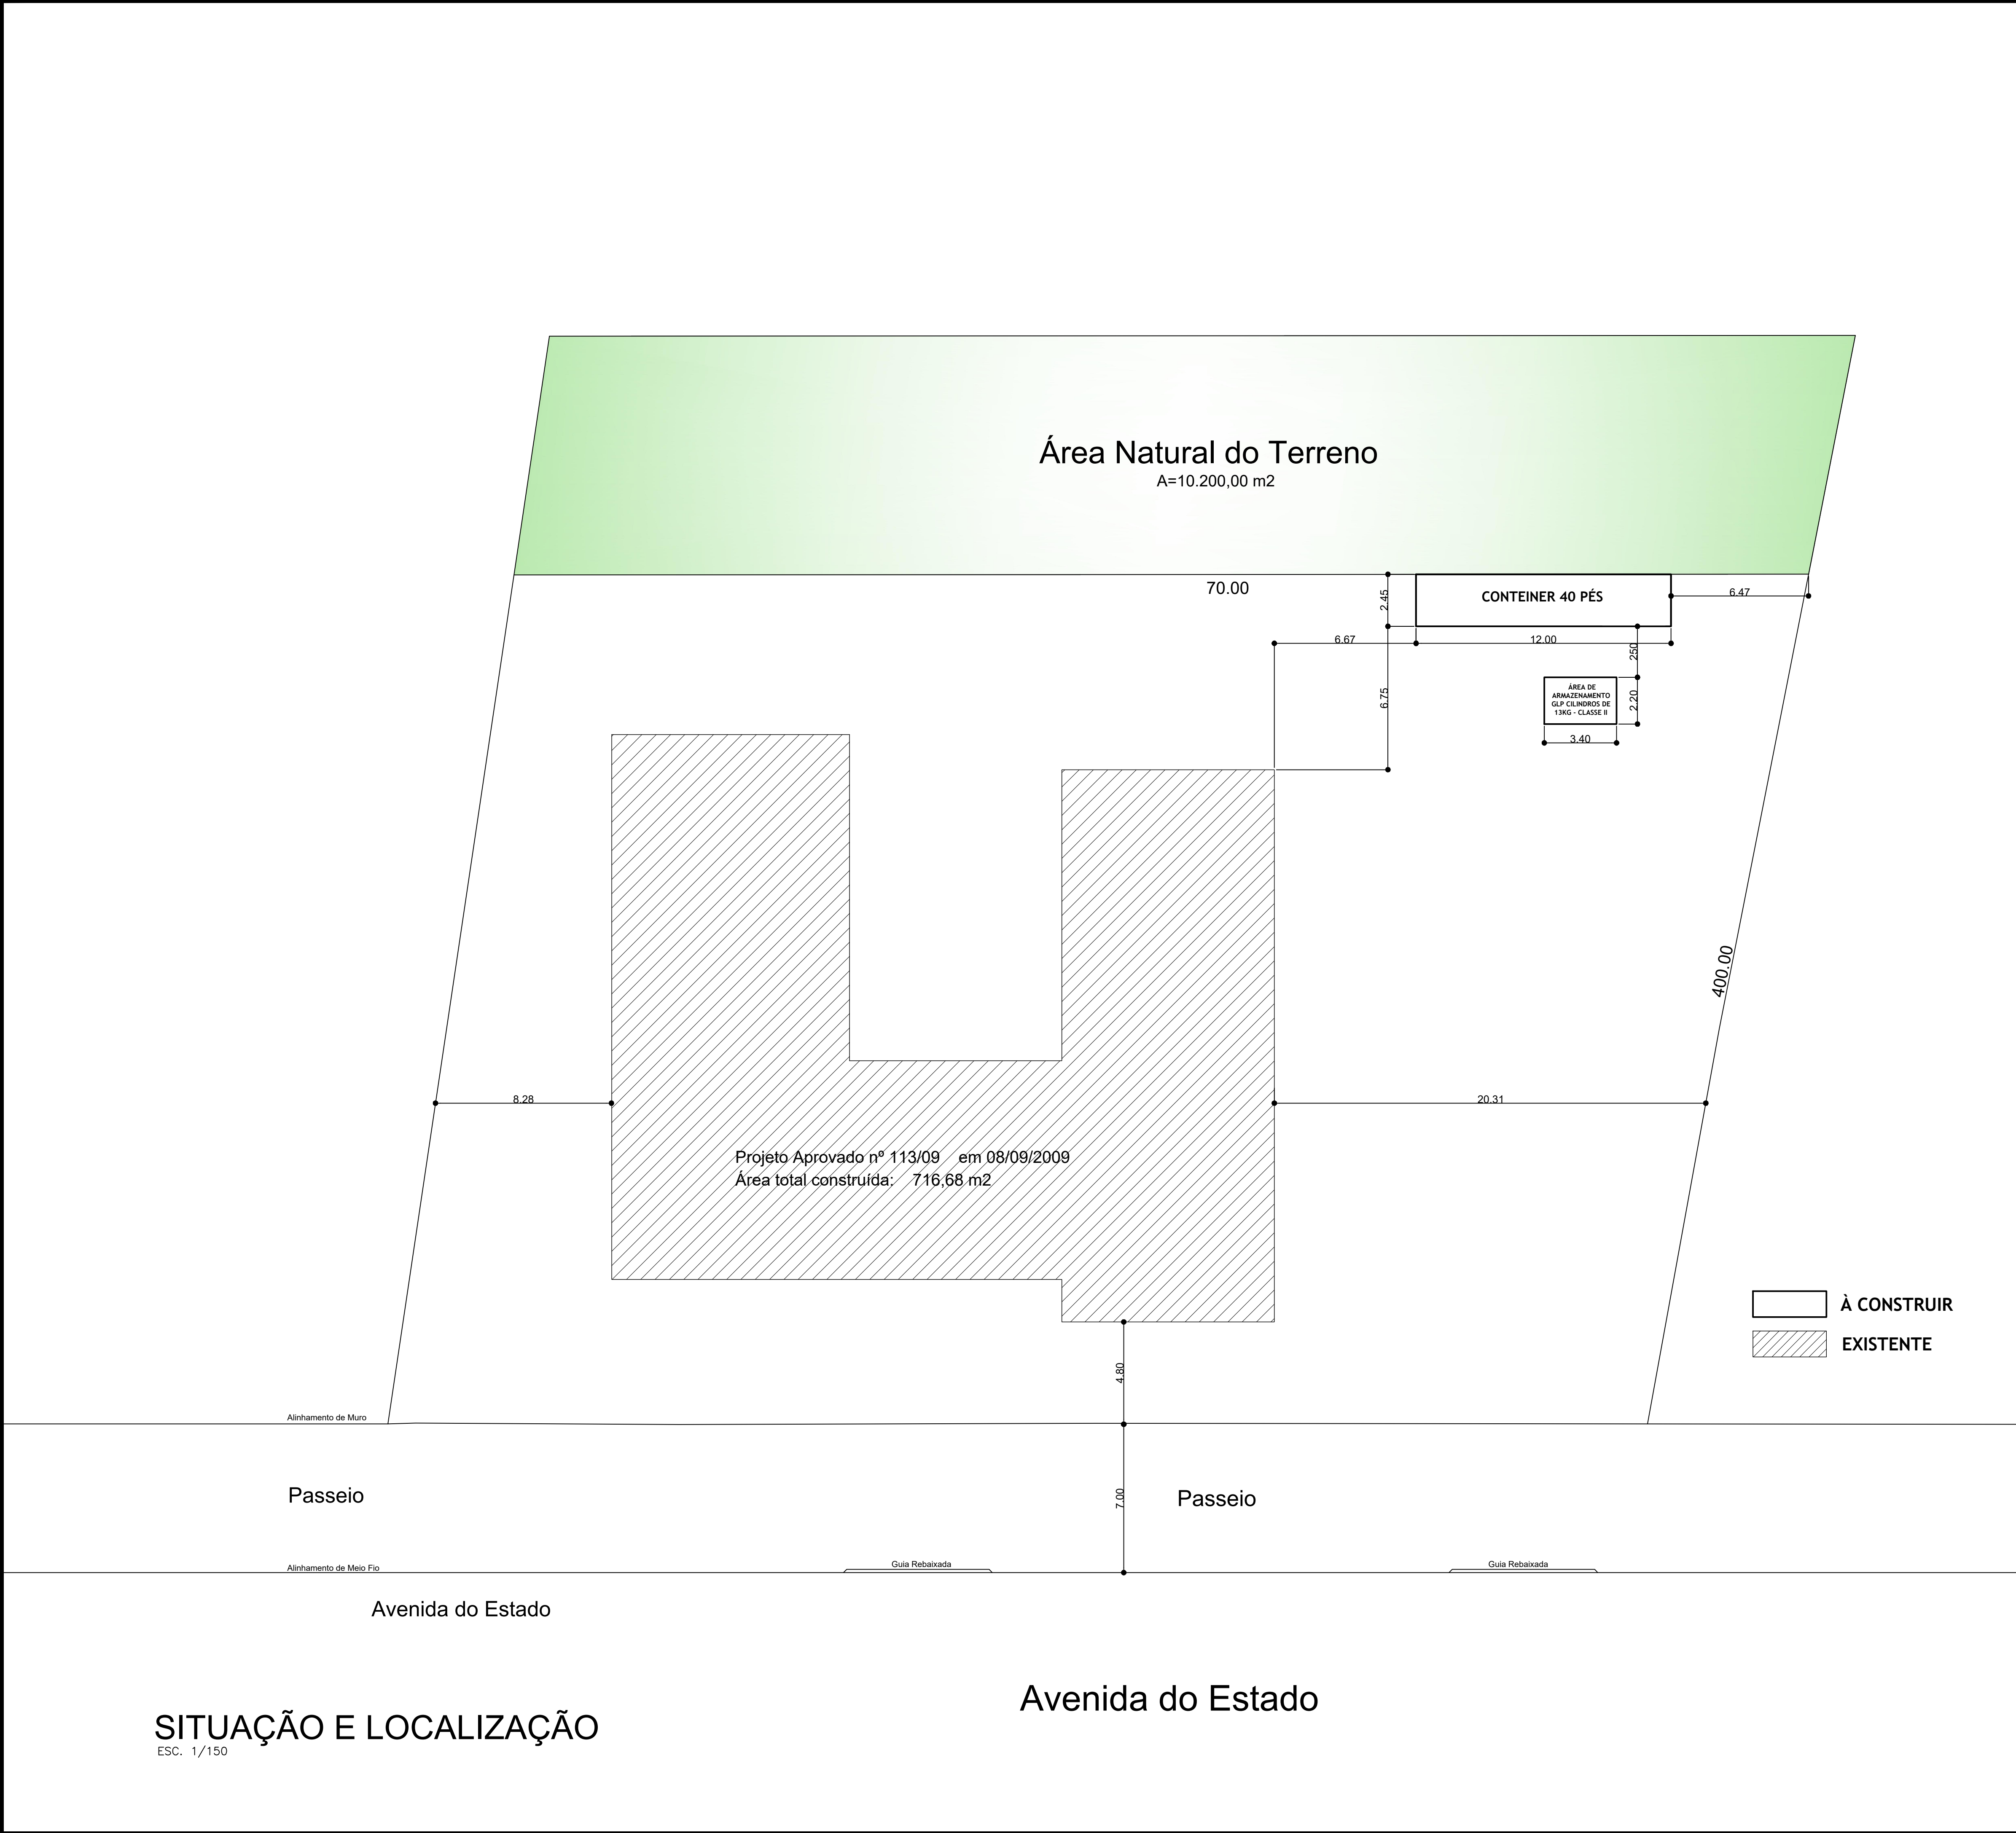 Área Natural do Terreno
A=10.200,00 m2
70.00
2.45
CONTEINER 40 PÉS
6.47
6.67
12.00
250
6.75
ÁREA DE
ARMAZENAMENTO
GLP CILINDROS DE
13KG - CLASSE II
2.20
3.40
400.00
8.28
20.31
Projeto Aprovado nº 113/09 em 08/09/2009
Área total construída: 716,68 m2
À CONSTRUIR
EXISTENTE
4.80
Alinhamento de Muro
Passeio
7.00
Passeio
Alinhamento de Meio Fio
Guia Rebaixada
Guia Rebaixada
Avenida do Estado
Avenida do Estado
SITUAÇÃO E LOCALIZAÇÃO
ESC. 1/150